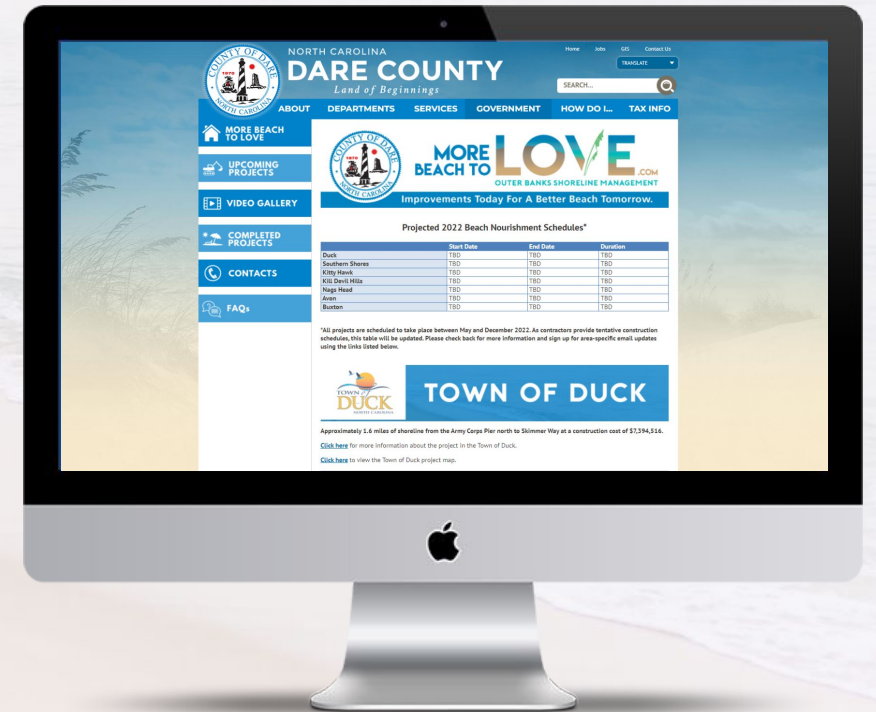 COUNTY OF DARE
1870
NORTH CAROLINA
NORTH CAROLINA
DARE COUNTY
Land of Beginnings
Home Jobs GIS Contact Us
TRANSLATE
SEARCH...
ABOUT DEPARTMENTS SERVICES GOVERNMENT HOW DO I... TAX INFO
MORE BEACH
TO LOVE
UPCOMING
PROJECTS
VIDEO GALLERY
COMPLETED
PROJECTS
CONTACTS
FAQs
COUNTY OF DARE
1870
NORTH CAROLINA
MORE
BEACH TO
LOVE
.COM
OUTER BANKS SHORELINE MANAGEMENT
Improvements Today For A Better Beach Tomorrow.
Projected 2022 Beach Nourishment Schedules*
Start Date End Date Duration
Duck TBD TBD TBD
Southern Shores TBD TBD TBD
Kitty Hawk TBD TBD TBD
Kill Devil Hills TBD TBD TBD
Nags Head TBD TBD TBD
Avon TBD TBD TBD
Buxton TBD TBD TBD
*All projects are scheduled to take place between May and December 2022. As contractors provide tentative construction
schedules, this table will be updated. Please check back for more information and sign up for area-specific email updates
using the links listed below.
TOWN of
DUCK
NORTH CAROLINA
TOWN OF DUCK
Approximately 1.6 miles of shoreline from the Army Corps Pier north to Skimmer Way at a construction cost of $7,394,516.
Click here for more information about the project in the Town of Duck.
Click here to view the Town of Duck project map.